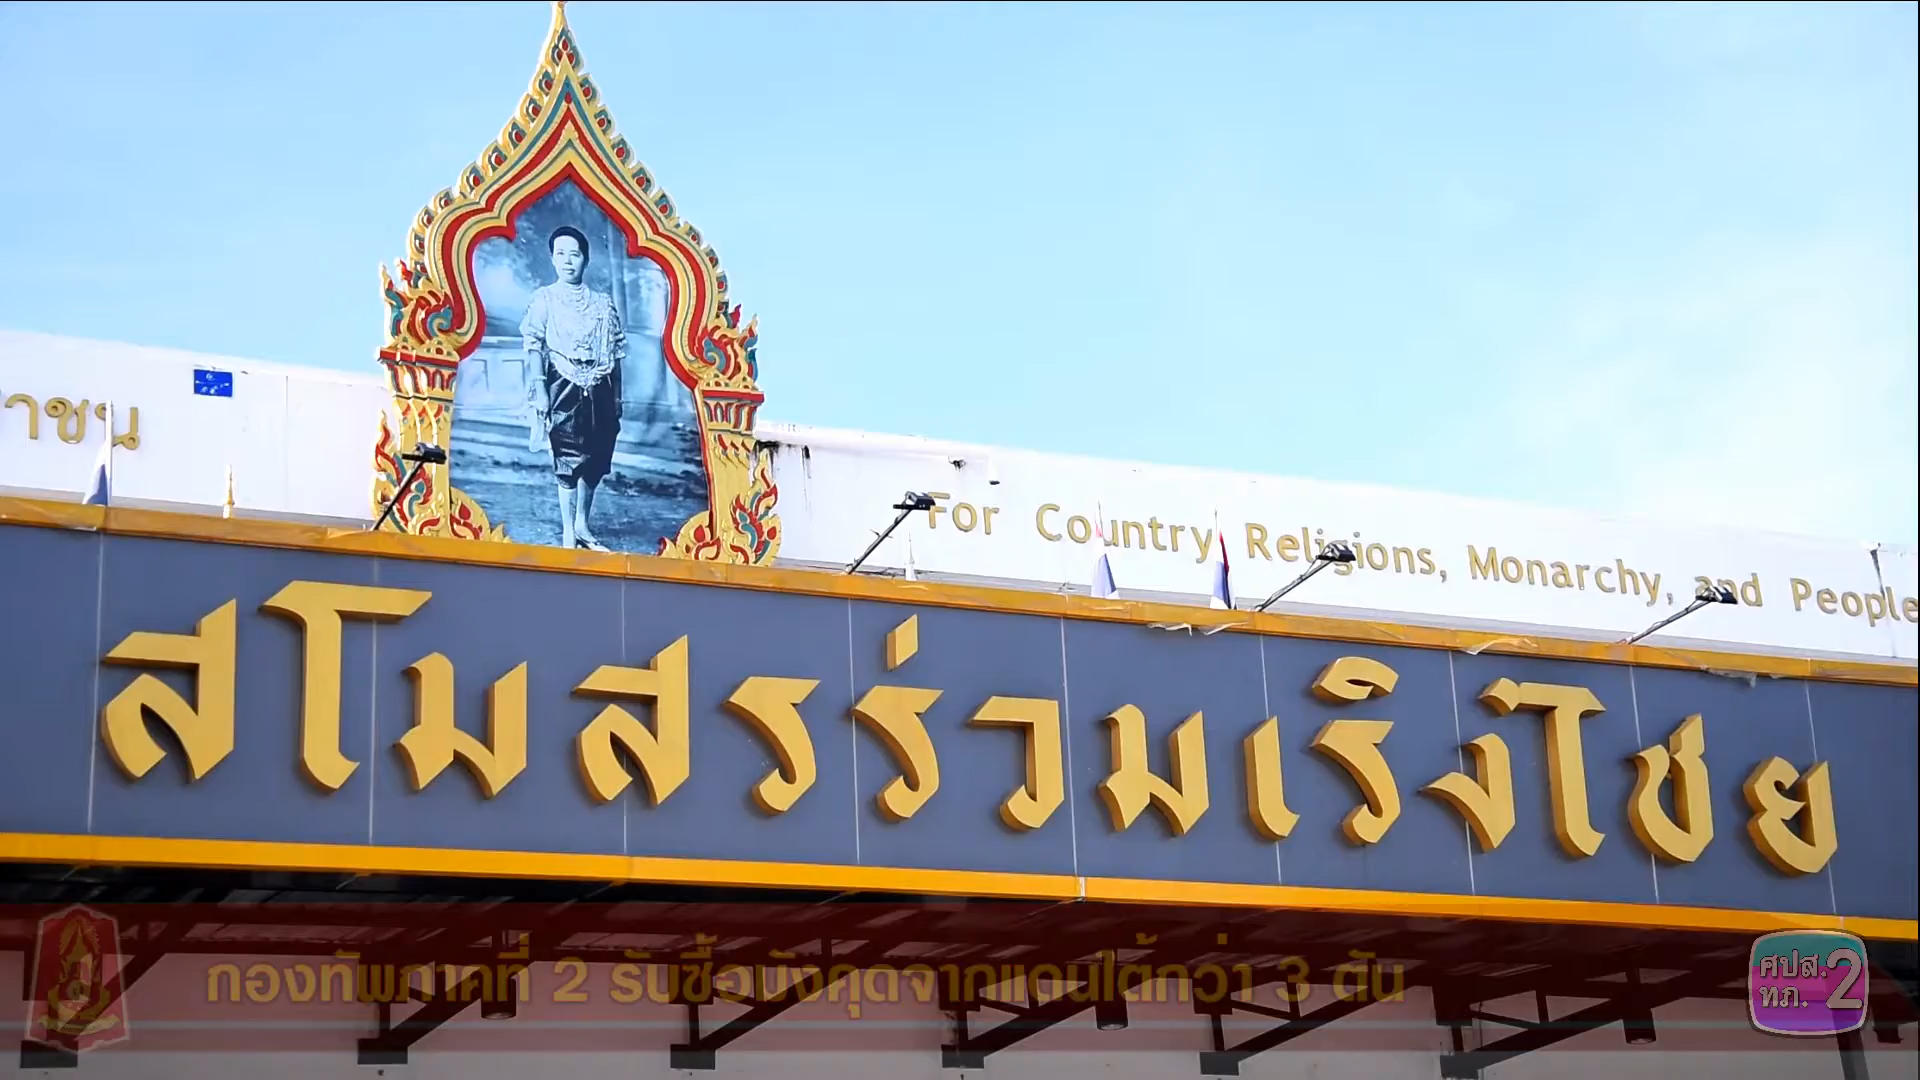 าชน
For Country, Religions, Monarchy, and People
สโมสรร่วมเริงไชย
กองทัพภาคที่ 2 รับซื้อมังคุดจากแดนใต้กว่า 3 ตัน
ศปส.
ทภ. 2